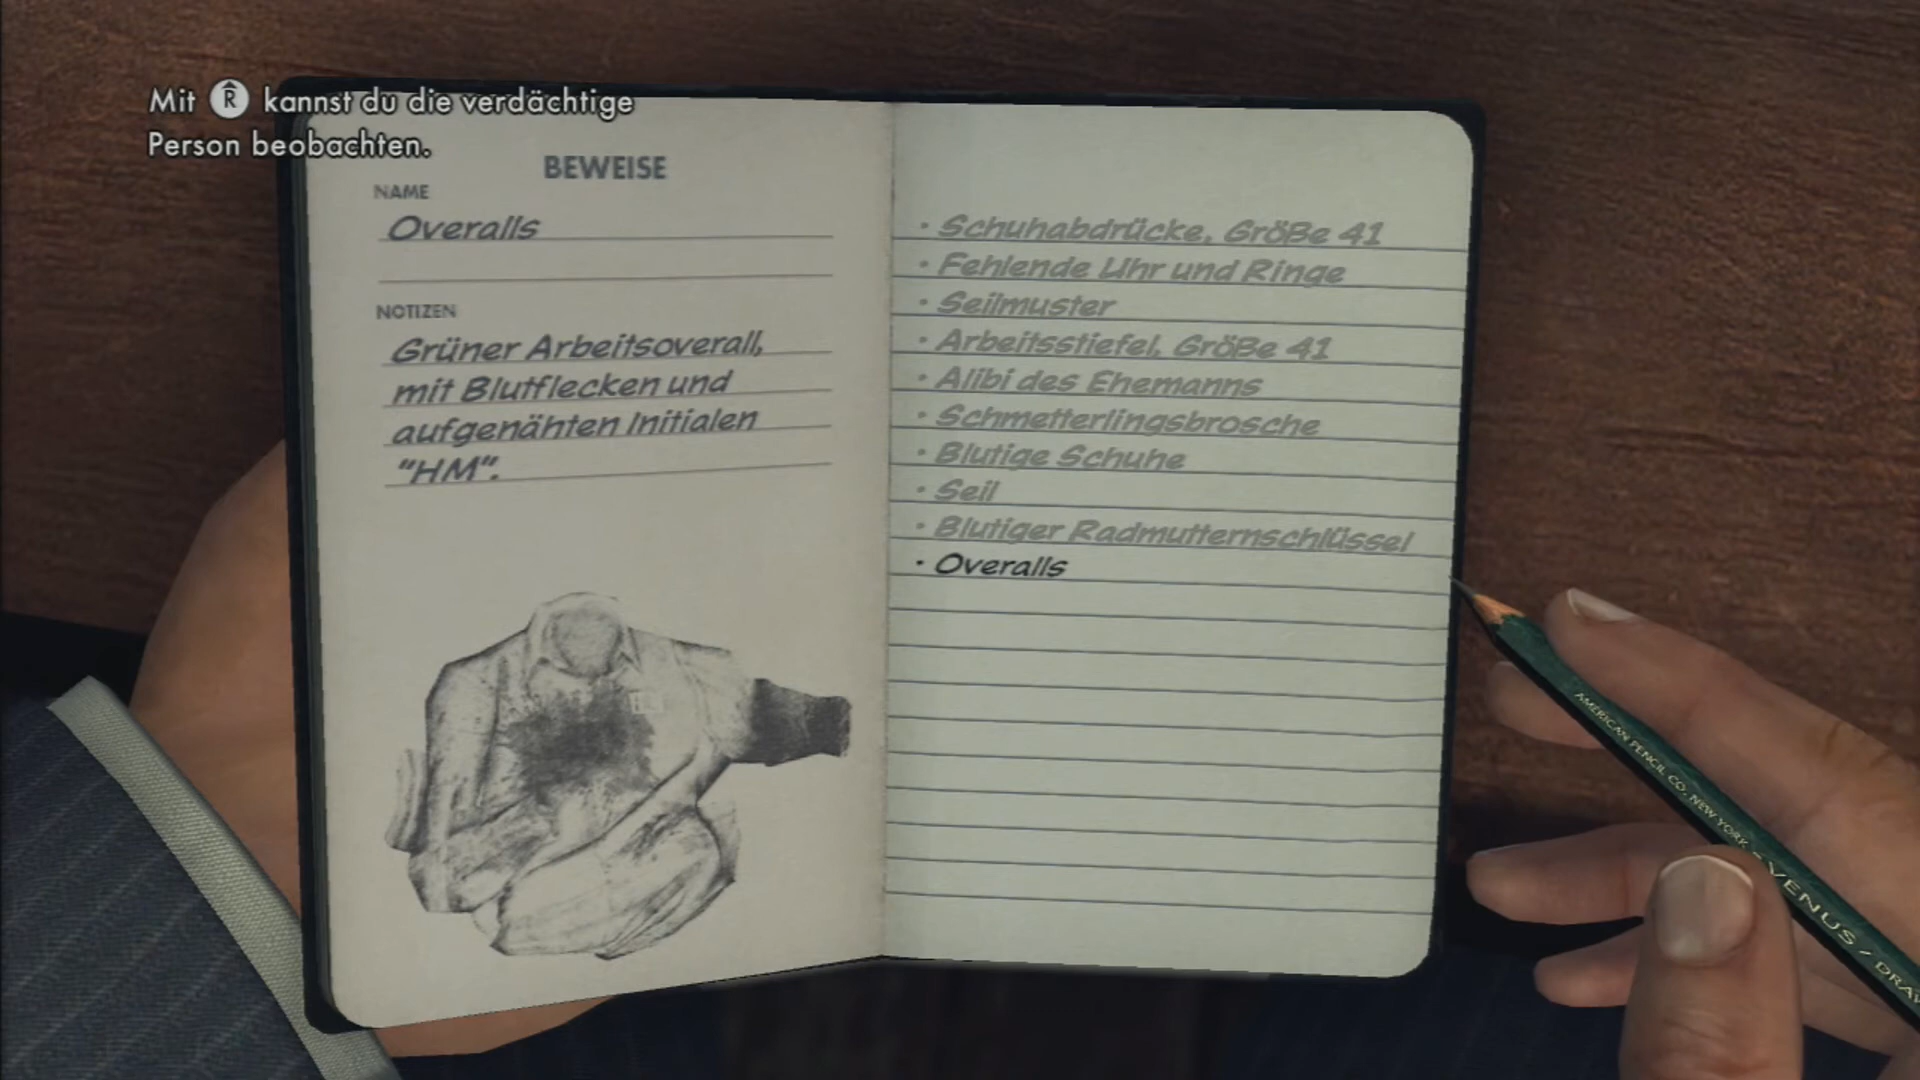 Mit R kannst du die verdächtige
Person beobachten.
BEWEISE
NAME
Overalls
NOTIZEN
Grüner Arbeitsoverall,
mit Blutflecken und
aufgenähten Initialen
"HM".
· Schuhabdrücke, Größe 41
· Fehlende Uhr und Ringe
· Seilmuster
· Arbeitsstiefel, Größe 41
· Alibi des Ehemanns
· Schmetterlingsbrosche
· Blutige Schuhe
· Seil
· Blutiger Radmutternschlüssel
· Overalls
AMERICAN PENCIL CO. NEW YORK - VENUS / DRAW